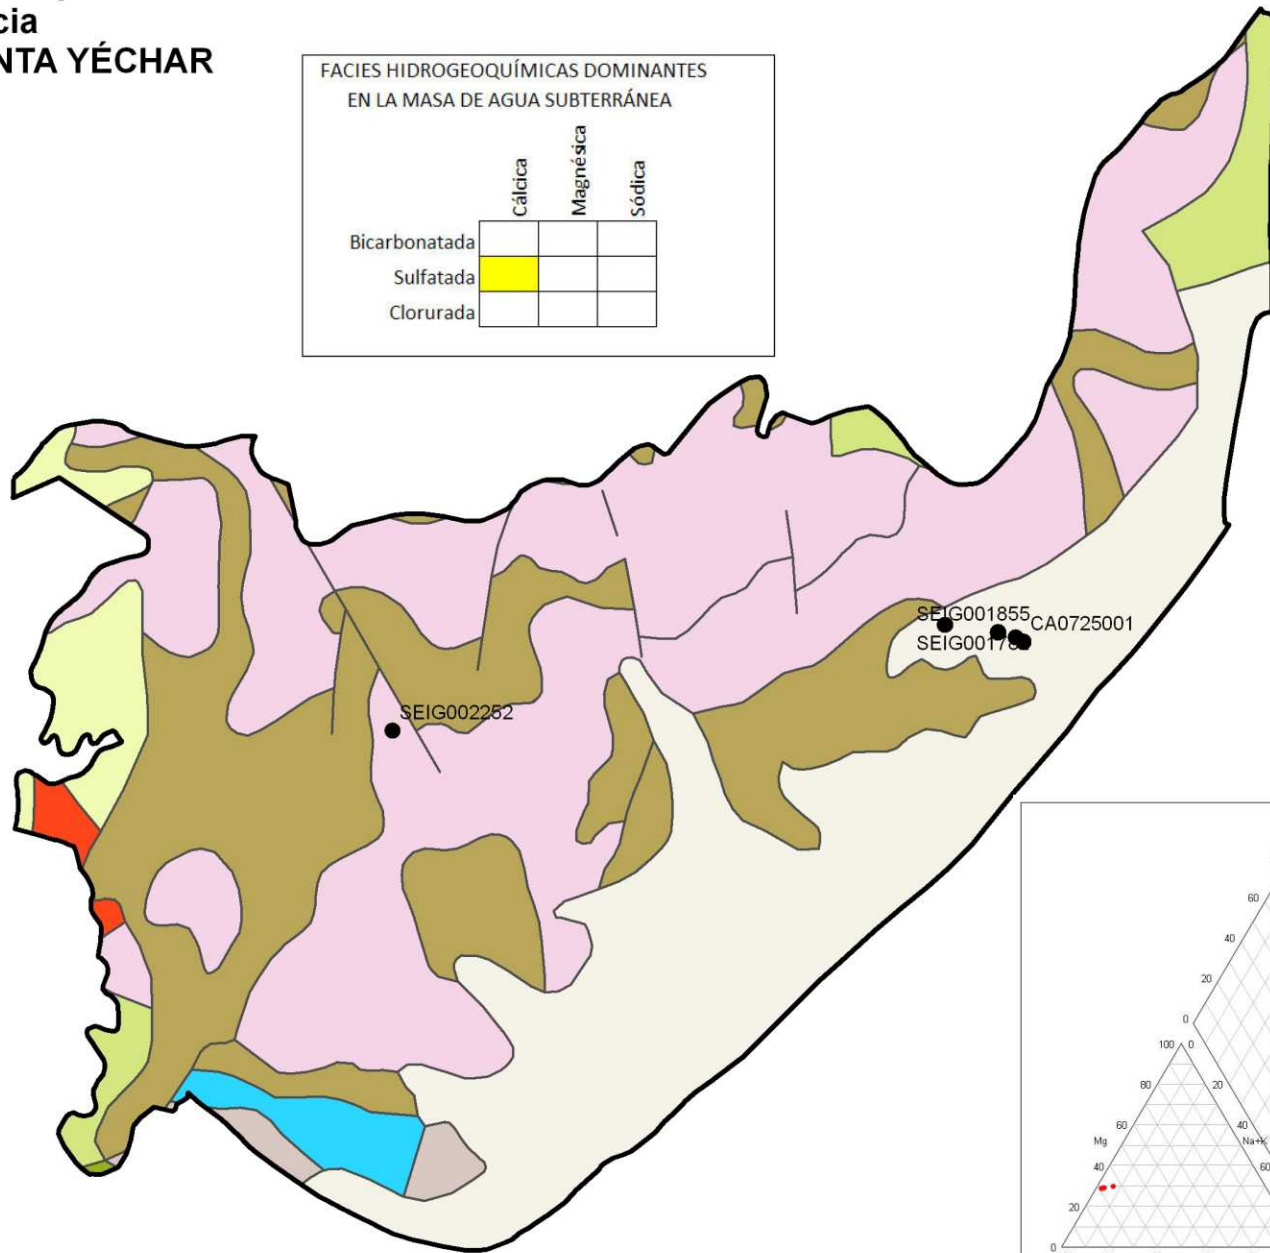 cia
NTA YÉCHAR
FACIES HIDROGEOQUÍMICAS DOMINANTES
EN LA MASA DE AGUA SUBTERRÁNEA
Cálcica
Magnésica
Sódica
Bicarbonatada
Sulfatada
Clorurada
SEIG001855
CA0725001
SEIG00178
SEIG002252
60
40
20
0
100 0
80 20
60 40
Mg Na+K
40 60
20
0